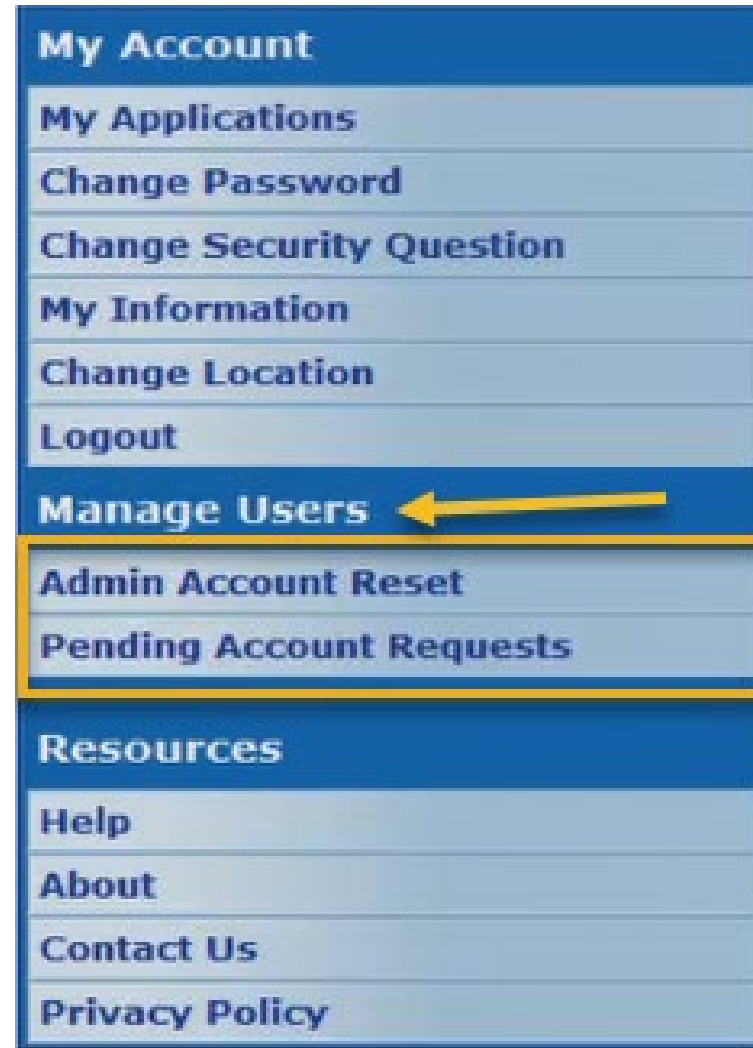 My Account
My Applications
Change Password
Change Security Question
My Information
Change Location
Logout
Manage Users
Admin Account Reset
Pending Account Requests
Resources
Help
About
Contact Us
Privacy Policy